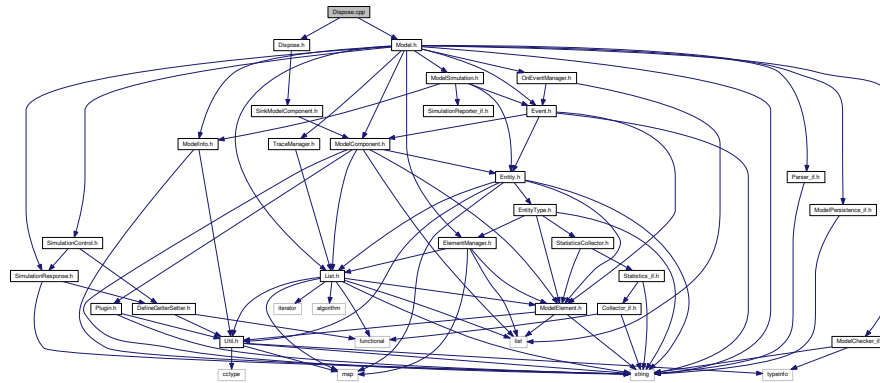 Dispose.cpp
Dispose.h
Model.h
ModelSimulation.h
OnEventManager.h
SinkModelComponent.h
SimulationReporter_if.h
Event.h
ModelInfo.h
TraceManager.h
ModelComponent.h
Entity.h
Parser_if.h
EntityType.h
ModelPersistence_if.h
SimulationControl.h
ElementManager.h
StatisticsCollector.h
SimulationResponse.h
List.h
Statistics_if.h
Plugin.h
DefineGetterSetter.h
iterator
algorithm
ModelElement.h
Collector_if.h
Util.h
functional
list
ModelChecker_if
cctype
map
string
typeinfo